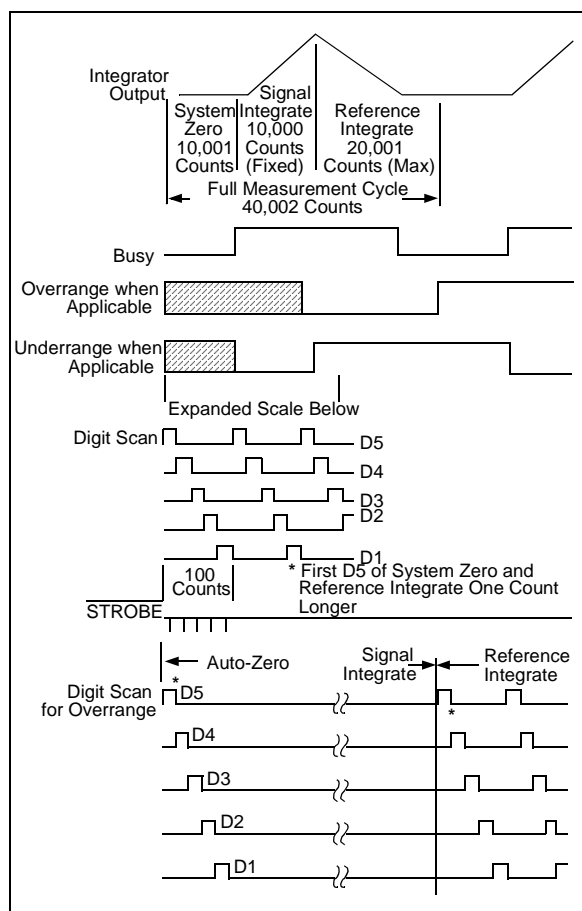 Integrator
Output
System
Zero
10,001
Counts
Signal
Integrate
10,000
Counts
(Fixed)
Reference
Integrate
20,001
Counts (Max)
Full Measurement Cycle
40,002 Counts
Busy
Overrange when
Applicable
Underrange when
Applicable
Expanded Scale Below
Digit Scan
D5
D4
D3
D2
D1
100
Counts
* First D5 of System Zero and
Reference Integrate One Count
Longer
STROBE
Auto-Zero
Signal
Integrate
Reference
Integrate
Digit Scan
for Overrange
* D5
*
D4
D3
D2
D1